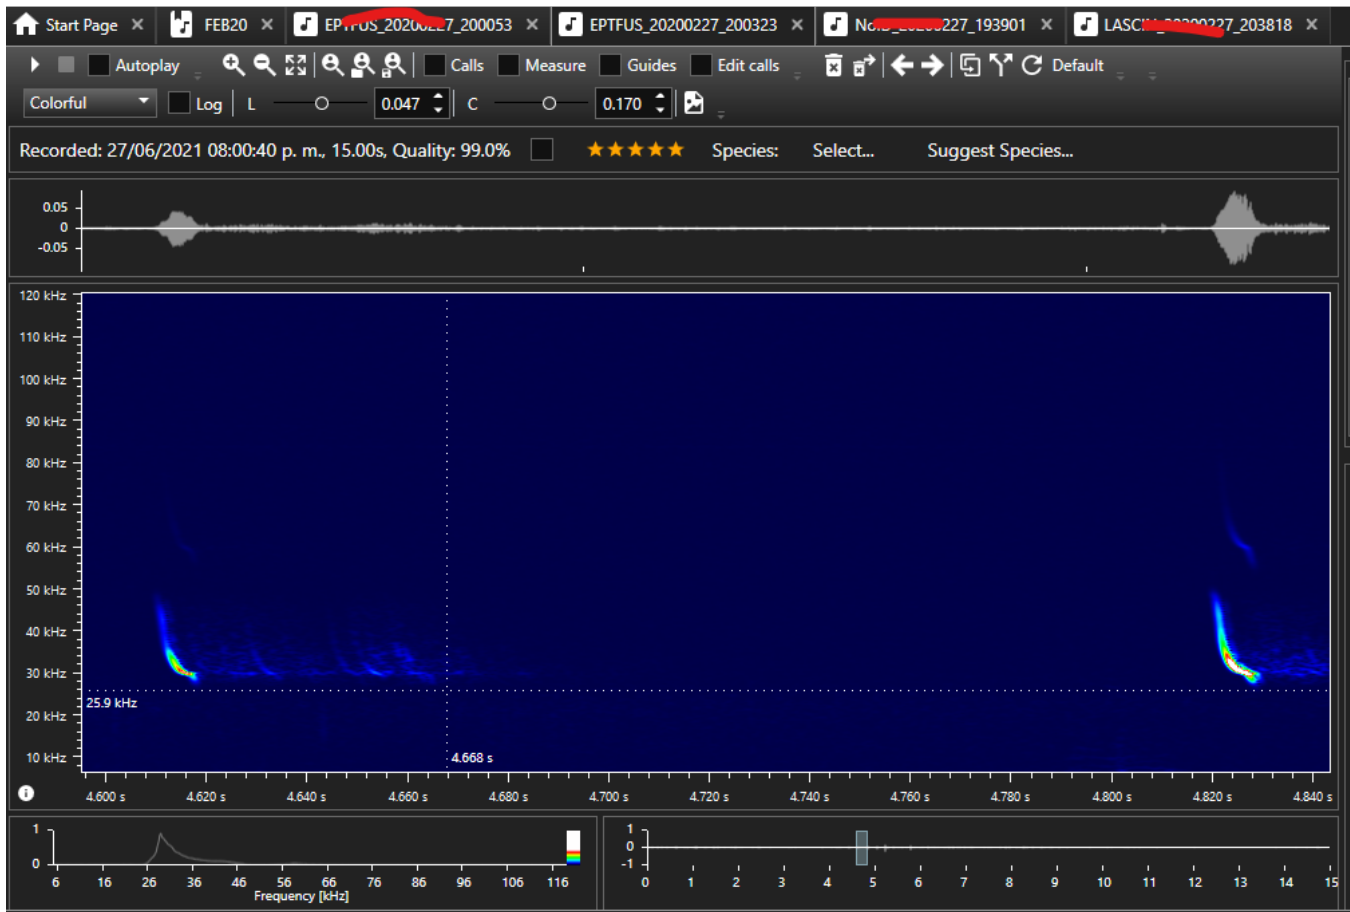 Start Page × FEB20 × EPTFUS_20200227_200053 × EPTFUS_20200227_200323 × 227_193901 × 7_203818 ×
Autoplay Calls Measure Guides Edit calls Default
Colorful Log L 0.047 C 0.170
Recorded: 27/06/2021 08:00:40 p. m., 15.00s, Quality: 99.0% ★★★★★ Species: Select... Suggest Species...
0.05
0
-0.05
120 kHz
110 kHz
100 kHz
90 kHz
80 kHz
70 kHz
60 kHz
50 kHz
40 kHz
30 kHz
25.9 kHz
20 kHz
10 kHz
4.668 s
4.600 s 4.620 s 4.640 s 4.660 s 4.680 s 4.700 s 4.720 s 4.740 s 4.760 s 4.780 s 4.800 s 4.820 s 4.840 s
1
0
6 16 26 36 46 56 66 76 86 96 106 116
Frequency [kHz]
1
0
-1
0 1 2 3 4 5 6 7 8 9 10 11 12 13 14 15